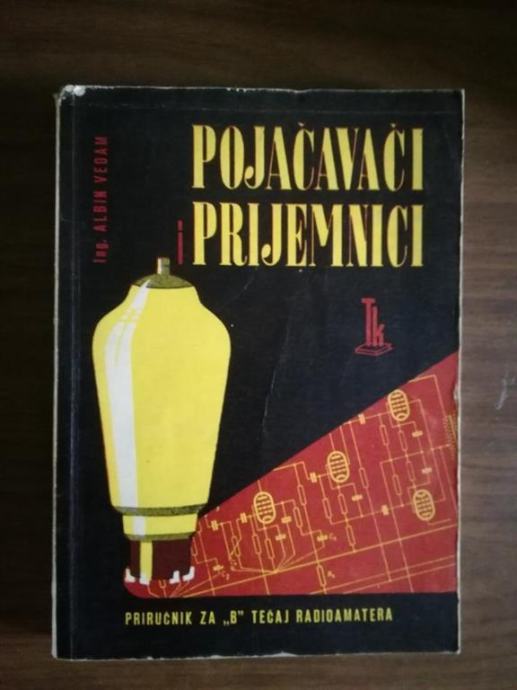 Ing. ALBIN VEDAM
POJAČAVAČI
i PRIJEMNICI
Tk
PRIRUČNIK ZA „B” TEČAJ RADIOAMATERA